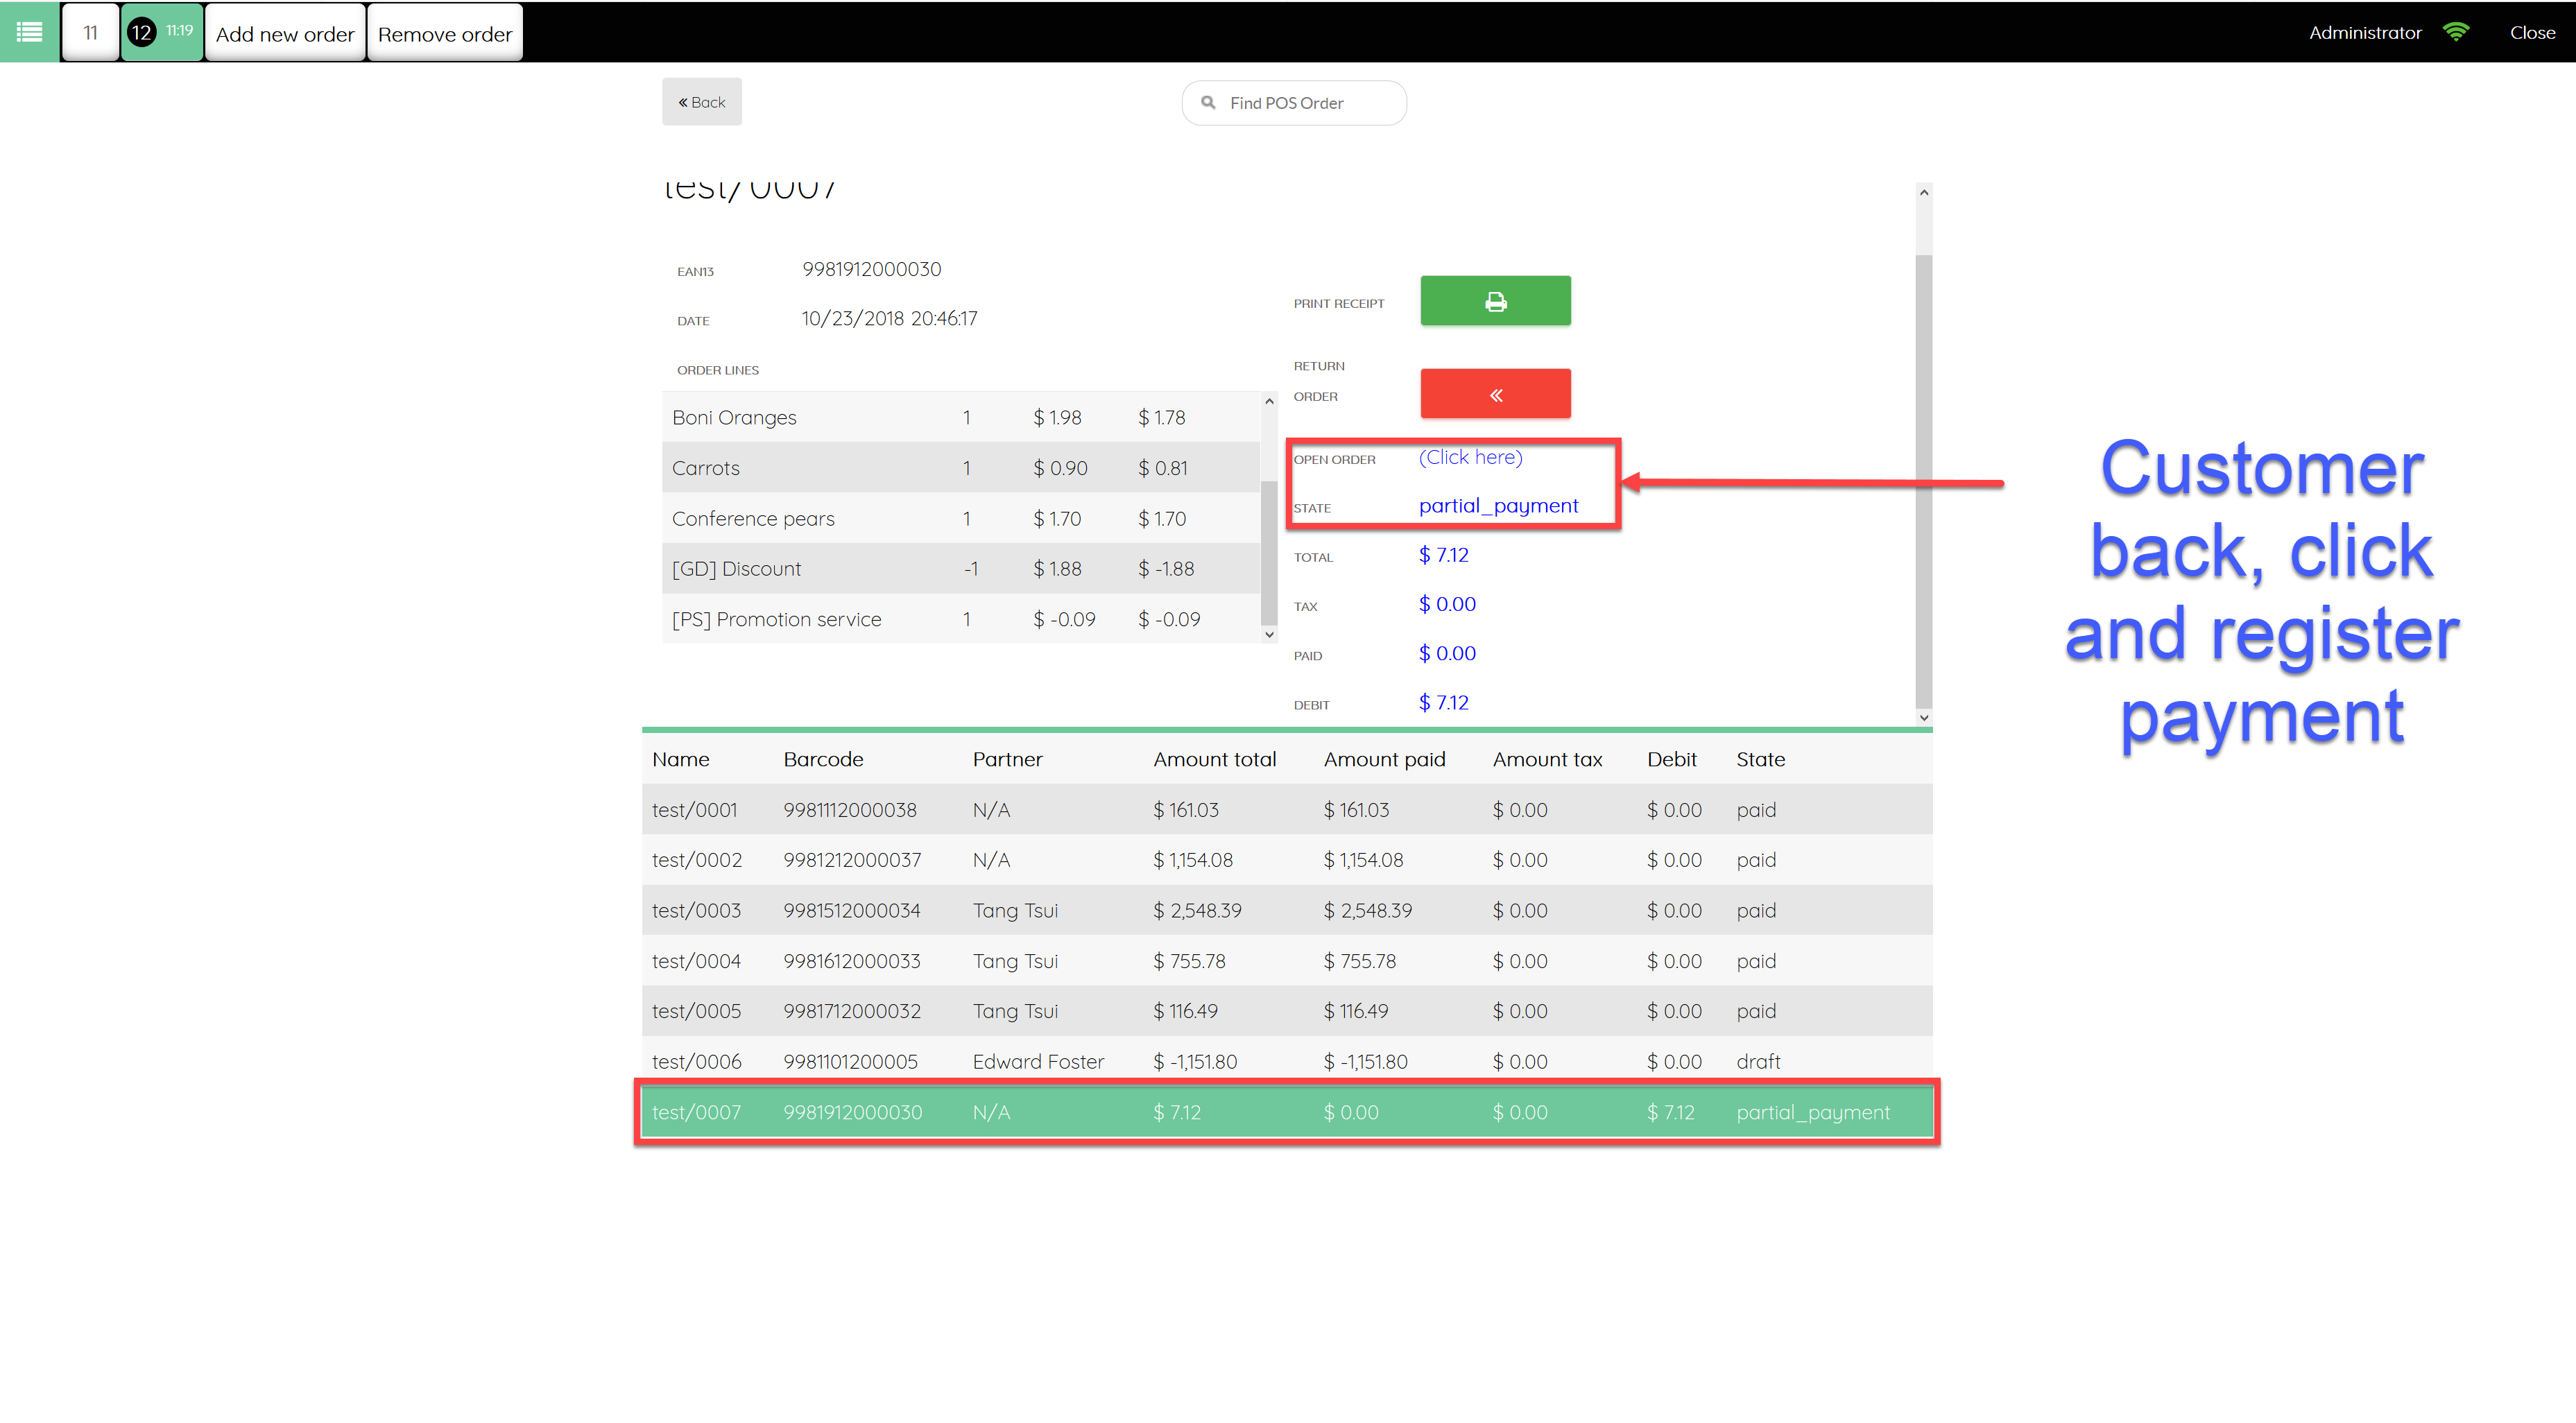 11 12 11:19 Add new order Remove order Administrator Close
« Back Find POS Order
test/0007
EAN13 9981912000030
DATE 10/23/2018 20:46:17
ORDER LINES
Boni Oranges 1 $ 1.98 $ 1.78
Carrots 1 $ 0.90 $ 0.81
Conference pears 1 $ 1.70 $ 1.70
[GD] Discount -1 $ 1.88 $ -1.88
[PS] Promotion service 1 $ -0.09 $ -0.09
PRINT RECEIPT
RETURN
ORDER
OPEN ORDER (Click here)
STATE partial_payment
TOTAL $ 7.12
TAX $ 0.00
PAID $ 0.00
DEBIT $ 7.12
Customer
back, click
and register
payment
Name Barcode Partner Amount total Amount paid Amount tax Debit State
test/0001 9981112000038 N/A $ 161.03 $ 161.03 $ 0.00 $ 0.00 paid
test/0002 9981212000037 N/A $ 1,154.08 $ 1,154.08 $ 0.00 $ 0.00 paid
test/0003 9981512000034 Tang Tsui $ 2,548.39 $ 2,548.39 $ 0.00 $ 0.00 paid
test/0004 9981612000033 Tang Tsui $ 755.78 $ 755.78 $ 0.00 $ 0.00 paid
test/0005 9981712000032 Tang Tsui $ 116.49 $ 116.49 $ 0.00 $ 0.00 paid
test/0006 9981101200005 Edward Foster $ -1,151.80 $ -1,151.80 $ 0.00 $ 0.00 draft
test/0007 9981912000030 N/A $ 7.12 $ 0.00 $ 0.00 $ 7.12 partial_payment